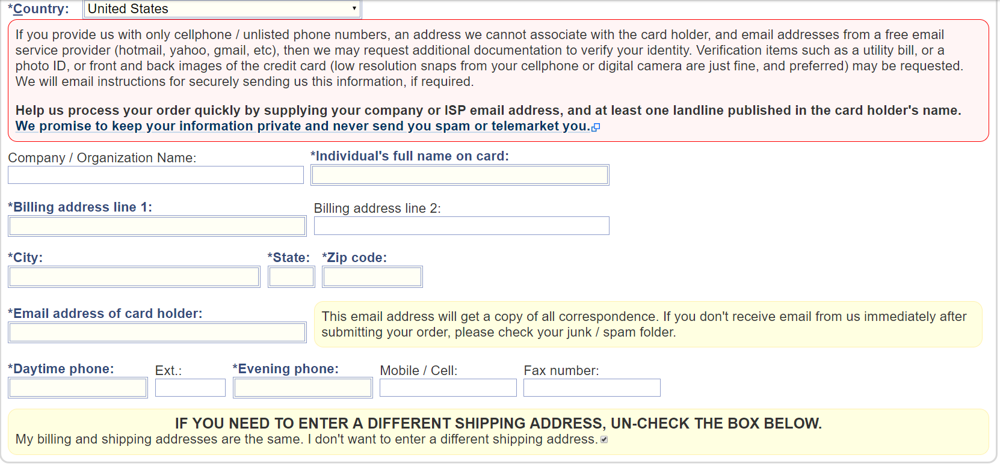 *Country: United States
If you provide us with only cellphone / unlisted phone numbers, an address we cannot associate with the card holder, and email addresses from a free email
service provider (hotmail, yahoo, gmail, etc), then we may request additional documentation to verify your identity. Verification items such as a utility bill, or a
photo ID, or front and back images of the credit card (low resolution snaps from your cellphone or digital camera are just fine, and preferred) may be requested.
We will email instructions for securely sending us this information, if required.
Help us process your order quickly by supplying your company or ISP email address, and at least one landline published in the card holder's name.
We promise to keep your information private and never send you spam or telemarket you.
Company / Organization Name: *Individual's full name on card:
*Billing address line 1: Billing address line 2:
*City: *State: *Zip code:
*Email address of card holder:
This email address will get a copy of all correspondence. If you don't receive email from us immediately after
submitting your order, please check your junk / spam folder.
*Daytime phone: Ext.: *Evening phone: Mobile / Cell: Fax number:
IF YOU NEED TO ENTER A DIFFERENT SHIPPING ADDRESS, UN-CHECK THE BOX BELOW.
My billing and shipping addresses are the same. I don't want to enter a different shipping address.